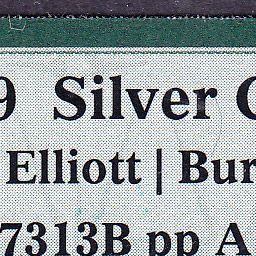 9 Silver C
Elliott | Bur
7313B pp A